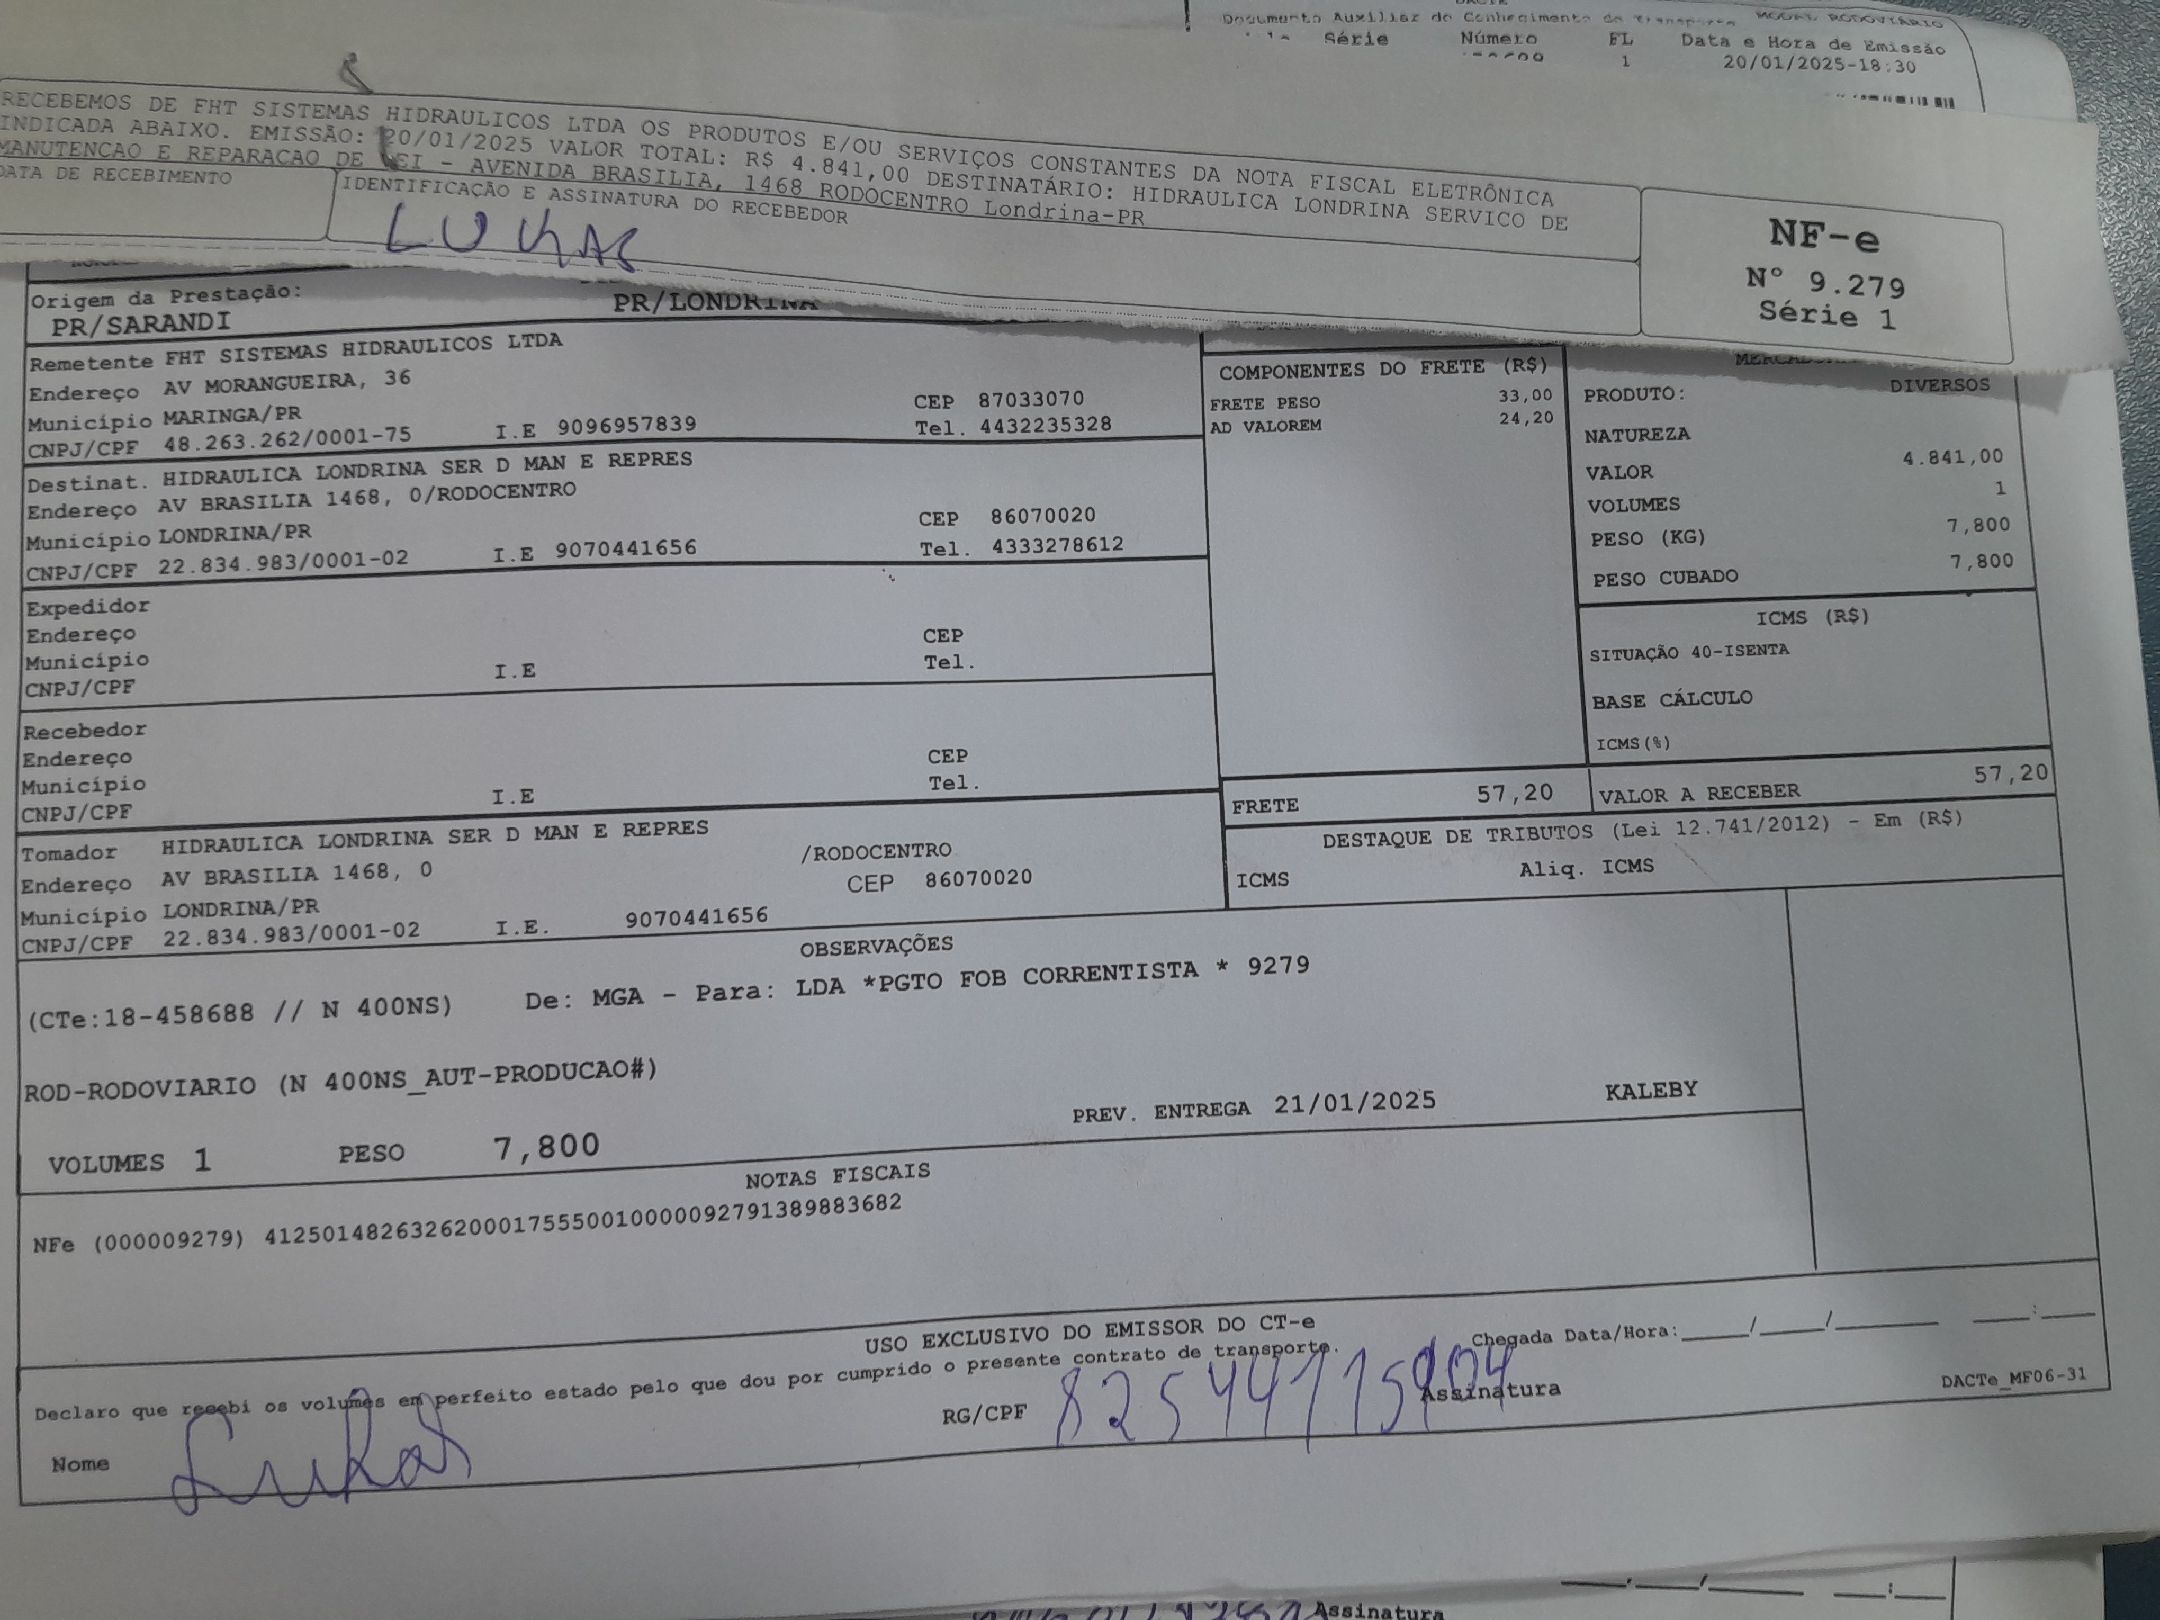 Documento Auxiliar do Conhecimento de Transporte MODAL RODOVIÁRIO
Série Número FL Data e Hora de Emissão
1 20/01/2025-18:30
RECEBEMOS DE FHT SISTEMAS HIDRAULICOS LTDA OS PRODUTOS E/OU SERVIÇOS CONSTANTES DA NOTA FISCAL ELETRÔNICA
INDICADA ABAIXO. EMISSÃO: 20/01/2025 VALOR TOTAL: R$ 4.841,00 DESTINATÁRIO: HIDRAULICA LONDRINA SERVICO DE
MANUTENCAO E REPARACAO DE - AVENIDA BRASILIA, 1468 RODOCENTRO Londrina-PR
DATA DE RECEBIMENTO
IDENTIFICAÇÃO E ASSINATURA DO RECEBEDOR
LUKAS
NF-e
Nº 9.279
Série 1
Origem da Prestação:
PR/SARANDI
PR/LONDRINA
Remetente FHT SISTEMAS HIDRAULICOS LTDA
Endereço AV MORANGUEIRA, 36
Município MARINGA/PR CEP 87033070
CNPJ/CPF 48.263.262/0001-75 I.E 9096957839 Tel. 4432235328
Destinat. HIDRAULICA LONDRINA SER D MAN E REPRES
Endereço AV BRASILIA 1468, 0/RODOCENTRO
Município LONDRINA/PR CEP 86070020
CNPJ/CPF 22.834.983/0001-02 I.E 9070441656 Tel. 4333278612
Expedidor
Endereço CEP
Município I.E Tel.
CNPJ/CPF
Recebedor
Endereço CEP
Município Tel.
CNPJ/CPF I.E
Tomador HIDRAULICA LONDRINA SER D MAN E REPRES
Endereço AV BRASILIA 1468, 0 /RODOCENTRO
Município LONDRINA/PR CEP 86070020
CNPJ/CPF 22.834.983/0001-02 I.E. 9070441656
COMPONENTES DO FRETE (R$)
FRETE PESO 33,00
AD VALOREM 24,20
PRODUTO: DIVERSOS
NATUREZA
VALOR 4.841,00
VOLUMES 1
PESO (KG) 7,800
PESO CUBADO 7,800
ICMS (R$)
SITUAÇÃO 40-ISENTA
BASE CÁLCULO
ICMS(%)
FRETE 57,20 VALOR A RECEBER 57,20
DESTAQUE DE TRIBUTOS (Lei 12.741/2012) - Em (R$)
ICMS Aliq. ICMS
OBSERVAÇÕES
(CTe:18-458688 // N 400NS) De: MGA - Para: LDA *PGTO FOB CORRENTISTA * 9279
ROD-RODOVIARIO (N 400NS_AUT-PRODUCAO#)
PREV. ENTREGA 21/01/2025 KALEBY
VOLUMES 1 PESO 7,800
NOTAS FISCAIS
NFe (000009279) 41250148263262000175550010000092791389883682
USO EXCLUSIVO DO EMISSOR DO CT-e
Declaro que recebi os volumes em perfeito estado pelo que dou por cumprido o presente contrato de transporte.
Chegada Data/Hora:____/____/______ ___:___
Nome Lukas
RG/CPF
Assinatura
DACTe_MF06-31
Assinatura